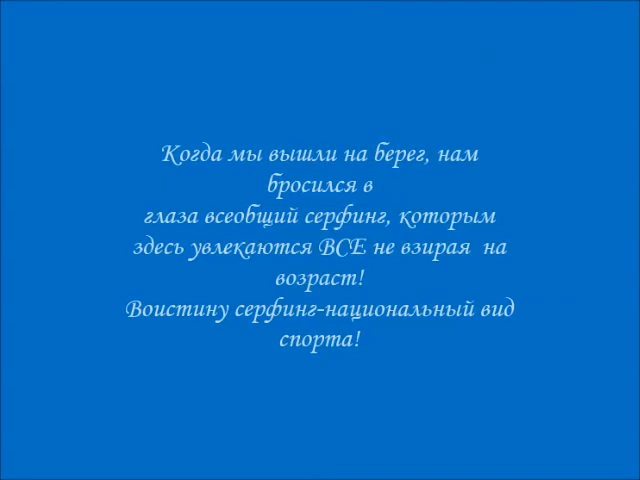 Когда мы вышли на берег, нам
бросился в
глаза всеобщий серфинг, которым
здесь увлекаются ВСЕ не взирая  на
возраст!
Воистину серфинг-национальный вид
спорта!